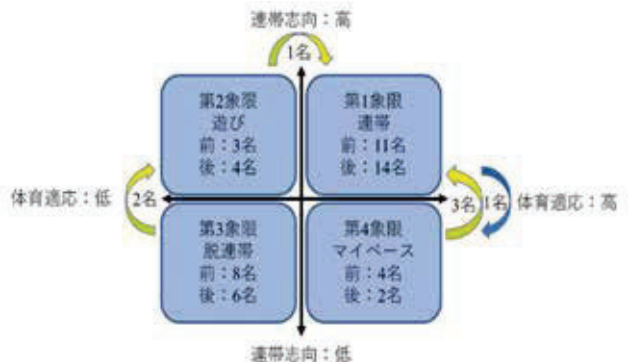 連帯志向：高
1名
第2象限
遊び
前：3名
後：4名
第1象限
連帯
前：11名
後：14名
体育適応：低
2名
3名
1名
体育適応：高
第3象限
脱連帯
前：8名
後：6名
第4象限
マイペース
前：4名
後：2名
連帯志向：低